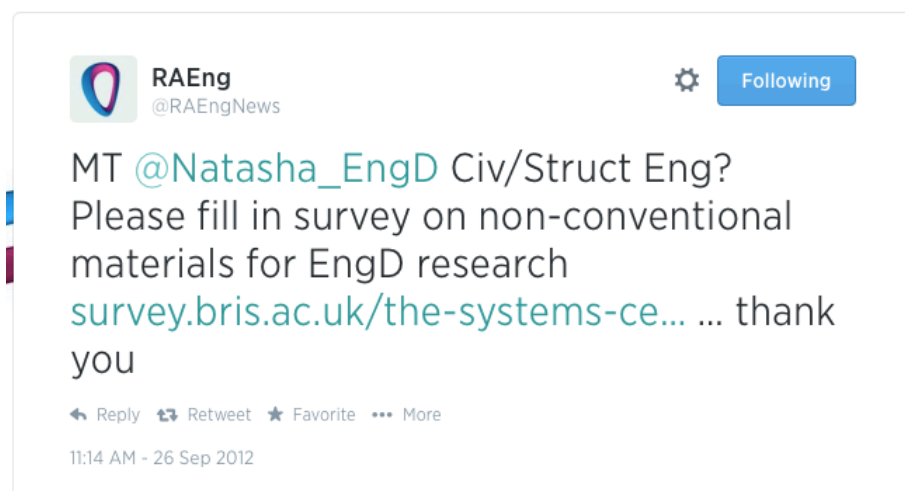 RAEng
@RAEngNews
Following
MT @Natasha_EngD Civ/Struct Eng?
Please fill in survey on non-conventional
materials for EngD research
survey.bris.ac.uk/the-systems-ce... ... thank
you
Reply Retweet Favorite More
11:14 AM - 26 Sep 2012